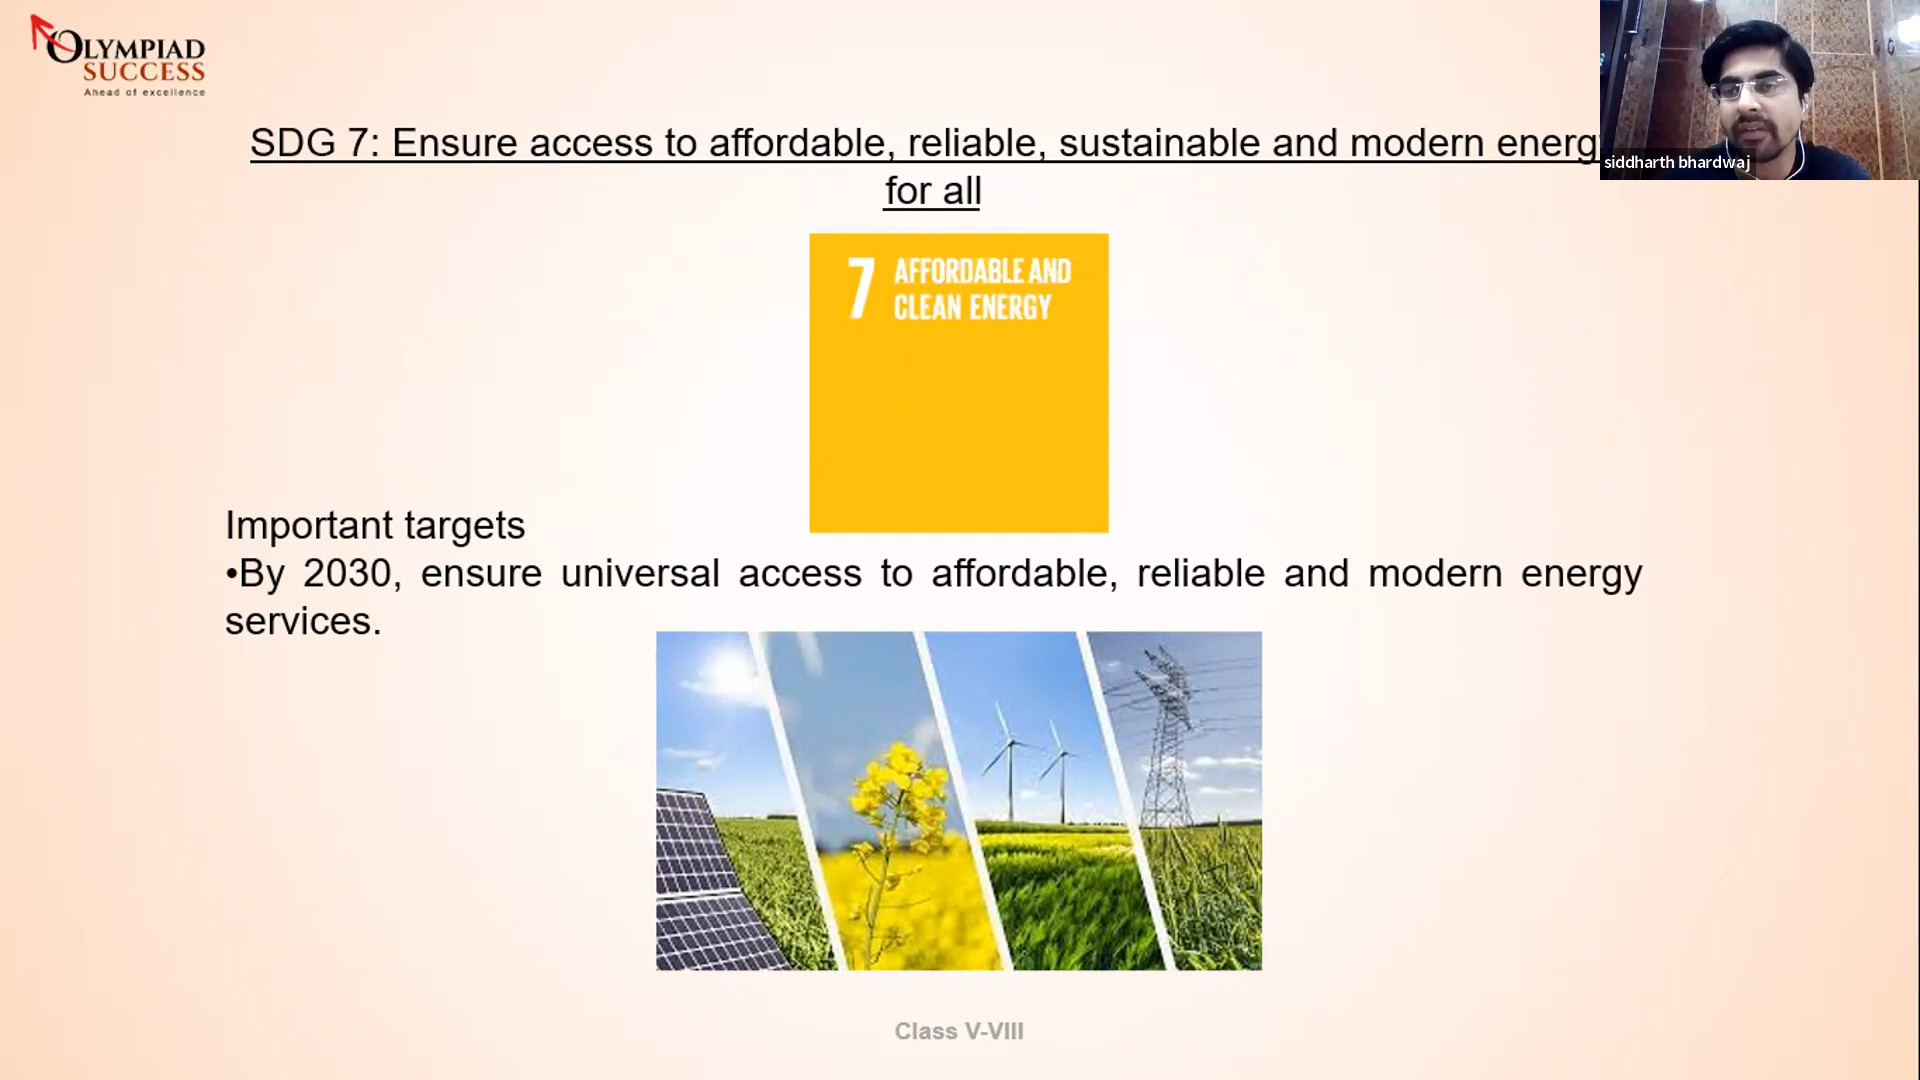 OLYMPIAD
SUCCESS
Ahead of excellence
siddharth bhardwaj
SDG 7: Ensure access to affordable, reliable, sustainable and modern energ
for all
7 AFFORDABLE AND
CLEAN ENERGY
Important targets
•By 2030, ensure universal access to affordable, reliable and modern energy
services.
Class V-VIII